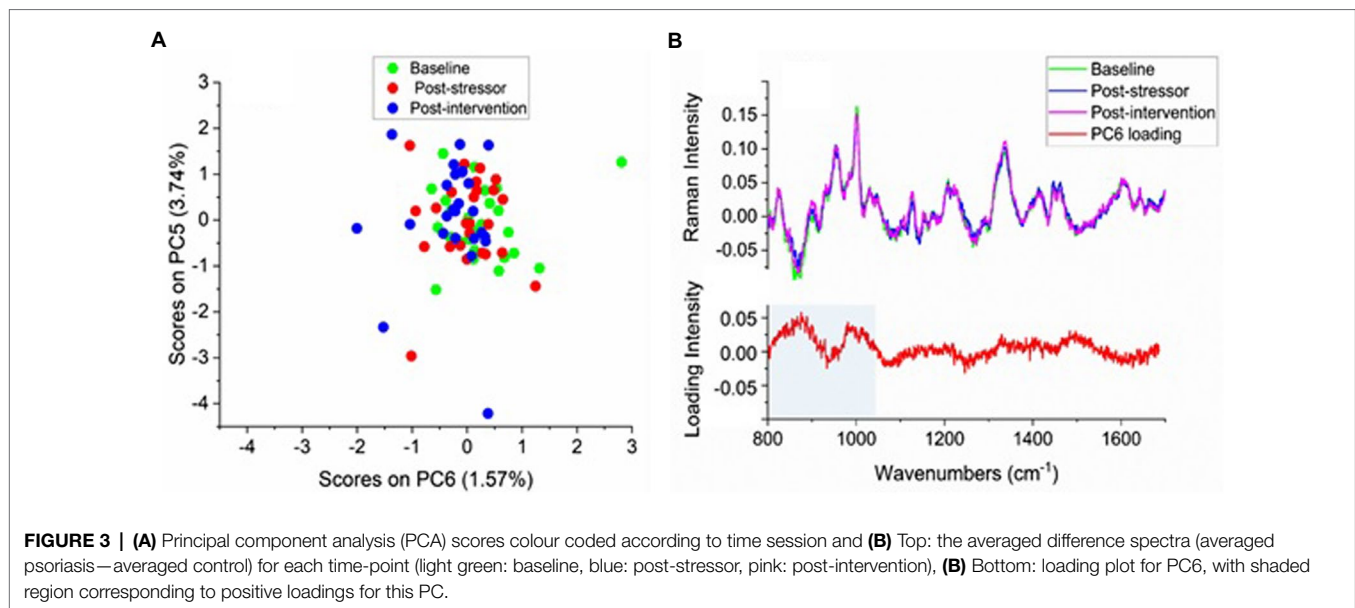 A
Baseline
Post-stressor
Post-intervention
3
2
1
0
-1
-2
-3
-4
Scores on PC5 (3.74%)
-4 -3 -2 -1 0 1 2 3
Scores on PC6 (1.57%)
B
Baseline
Post-stressor
Post-intervention
PC6 loading
0.15
0.10
0.05
0.00
-0.05
Raman Intensity
0.05
0.00
-0.05
Loading Intensity
800 1000 1200 1400 1600
Wavenumbers (cm⁻¹)
FIGURE 3 | (A) Principal component analysis (PCA) scores colour coded according to time session and (B) Top: the averaged difference spectra (averaged
psoriasis—averaged control) for each time-point (light green: baseline, blue: post-stressor, pink: post-intervention), (B) Bottom: loading plot for PC6, with shaded
region corresponding to positive loadings for this PC.